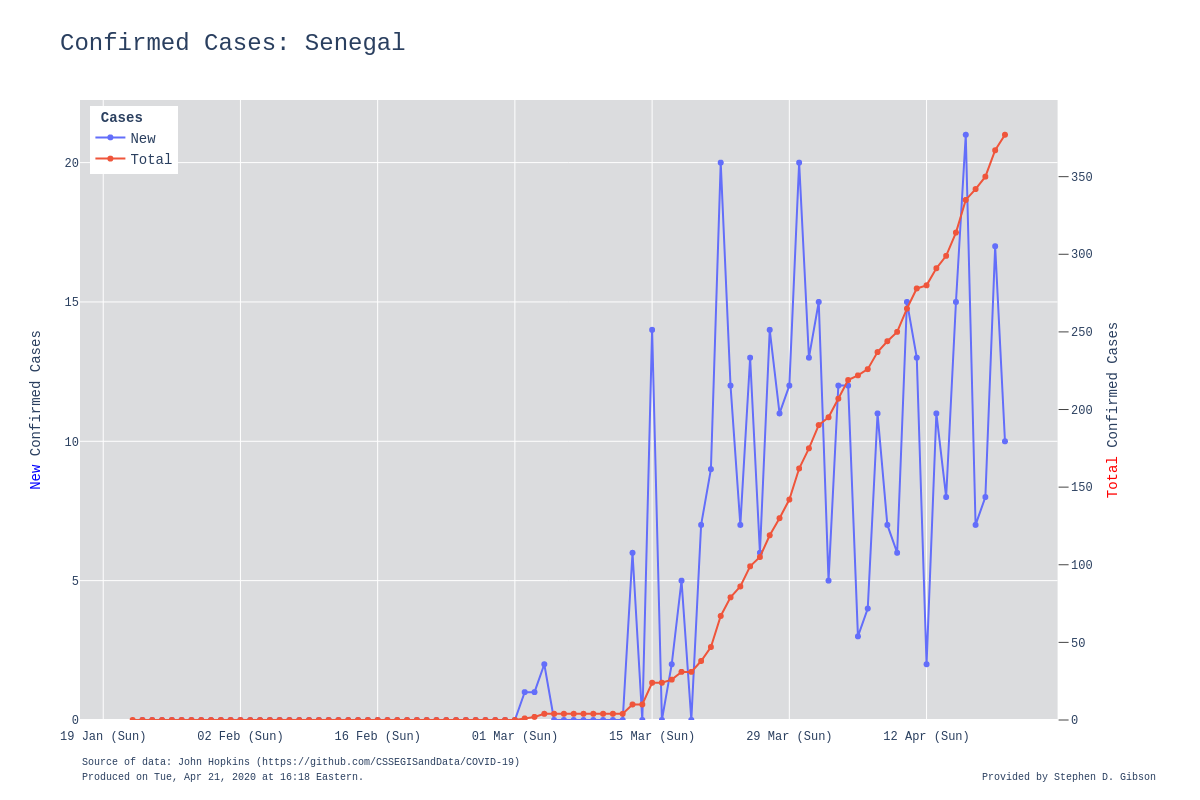 Confirmed Cases: Senegal
Cases
New
Total
20
15
10
5
0
350
300
250
200
150
100
50
0
New Confirmed Cases
Total Confirmed Cases
19 Jan (Sun)
02 Feb (Sun)
16 Feb (Sun)
01 Mar (Sun)
15 Mar (Sun)
29 Mar (Sun)
12 Apr (Sun)
Source of data: John Hopkins (https://github.com/CSSEGISandData/COVID-19)
Produced on Tue, Apr 21, 2020 at 16:18 Eastern.
Provided by Stephen D. Gibson